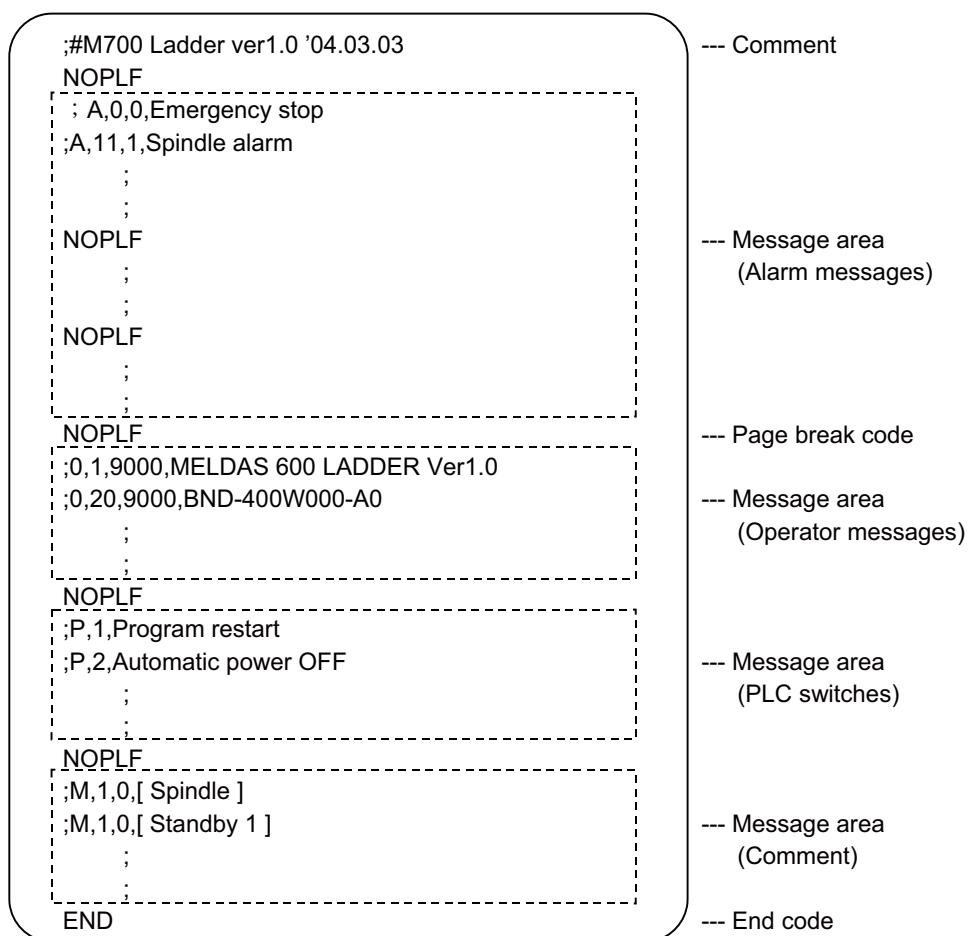 ;#M700 Ladder ver1.0 ’04.03.03 --- Comment
NOPLF
; A,0,0,Emergency stop
;A,11,1,Spindle alarm
;
;
NOPLF --- Message area
; (Alarm messages)
;
NOPLF
;
;
NOPLF --- Page break code
;0,1,9000,MELDAS 600 LADDER Ver1.0
;0,20,9000,BND-400W000-A0 --- Message area
; (Operator messages)
;
NOPLF
;P,1,Program restart
;P,2,Automatic power OFF --- Message area
; (PLC switches)
;
NOPLF
;M,1,0,[ Spindle ]
;M,1,0,[ Standby 1 ] --- Message area
; (Comment)
;
END --- End code